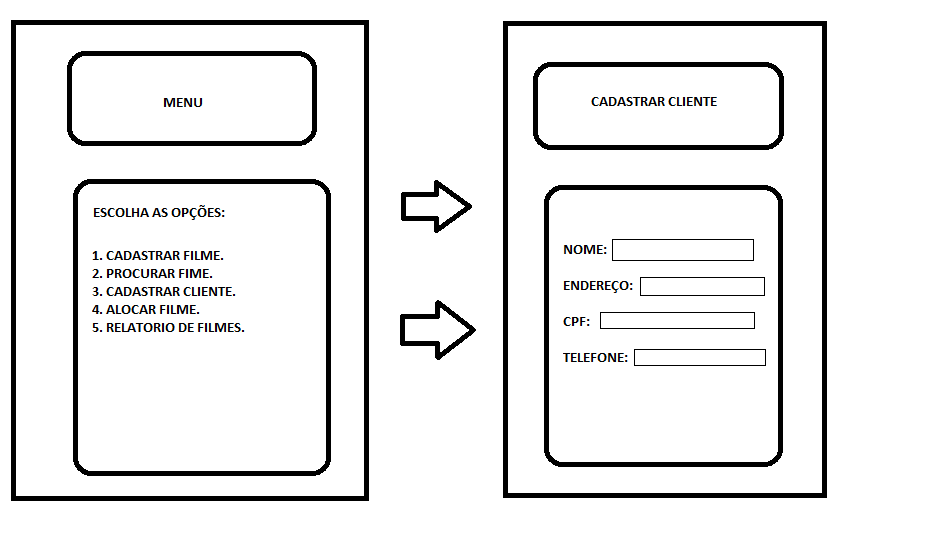 MENU
ESCOLHA AS OPÇÕES:
1. CADASTRAR FILME.
2. PROCURAR FIME.
3. CADASTRAR CLIENTE.
4. ALOCAR FILME.
5. RELATORIO DE FILMES.
CADASTRAR CLIENTE
NOME:
ENDEREÇO:
CPF:
TELEFONE: